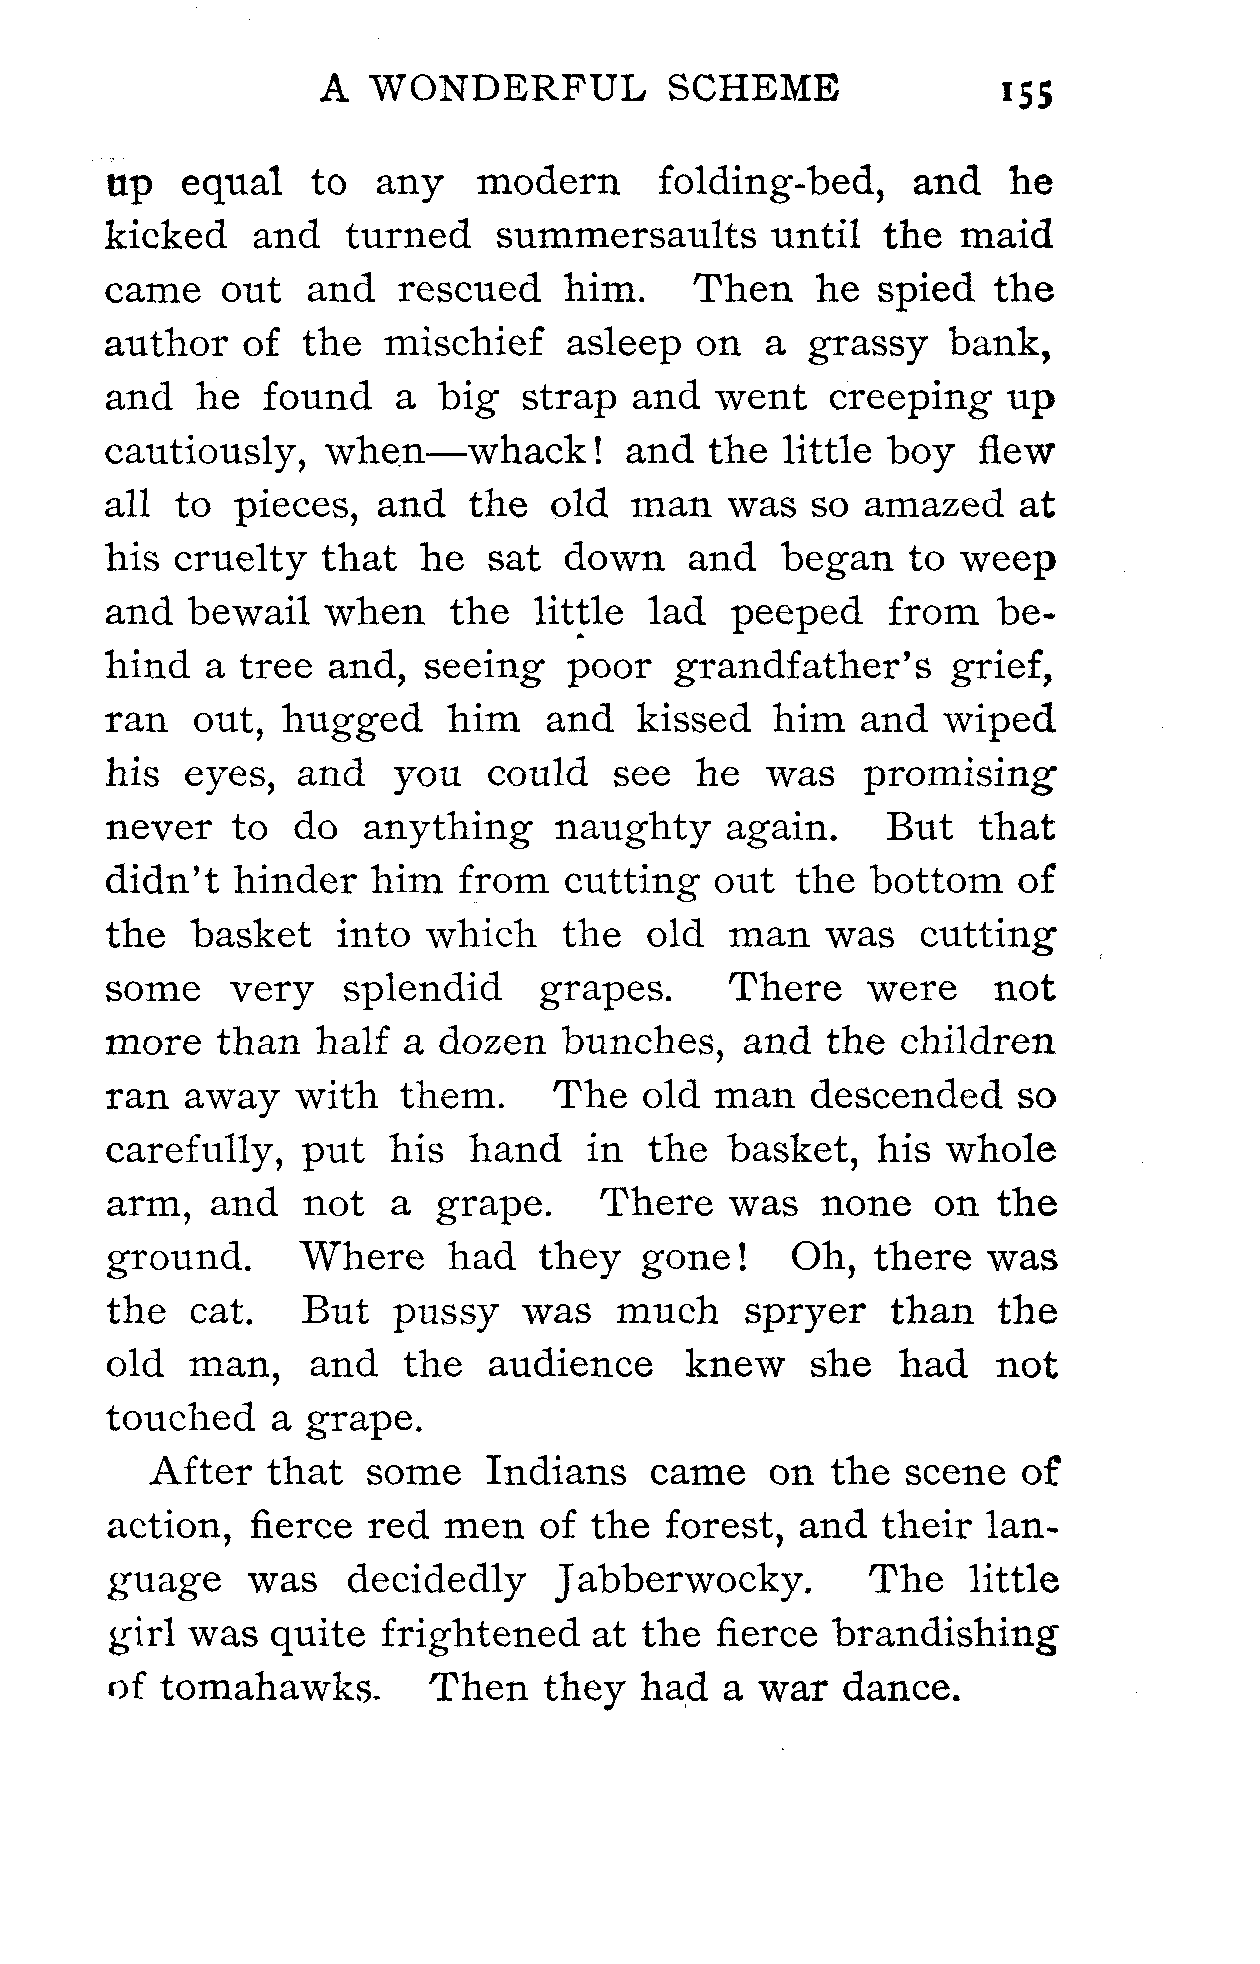 A WONDERFUL SCHEME 155
up equal to any modern folding-bed, and he
kicked and turned summersaults until the maid
came out and rescued him. Then he spied the
author of the mischief asleep on a grassy bank,
and he found a big strap and went creeping up
cautiously, when—whack! and the little boy flew
all to pieces, and the old man was so amazed at
his cruelty that he sat down and began to weep
and bewail when the little lad peeped from be-
hind a tree and, seeing poor grandfather's grief,
ran out, hugged him and kissed him and wiped
his eyes, and you could see he was promising
never to do anything naughty again. But that
didn't hinder him from cutting out the bottom of
the basket into which the old man was cutting
some very splendid grapes. There were not
more than half a dozen bunches, and the children
ran away with them. The old man descended so
carefully, put his hand in the basket, his whole
arm, and not a grape. There was none on the
ground. Where had they gone! Oh, there was
the cat. But pussy was much spryer than the
old man, and the audience knew she had not
touched a grape.
After that some Indians came on the scene of
action, fierce red men of the forest, and their lan-
guage was decidedly Jabberwocky. The little
girl was quite frightened at the fierce brandishing
of tomahawks. Then they had a war dance.